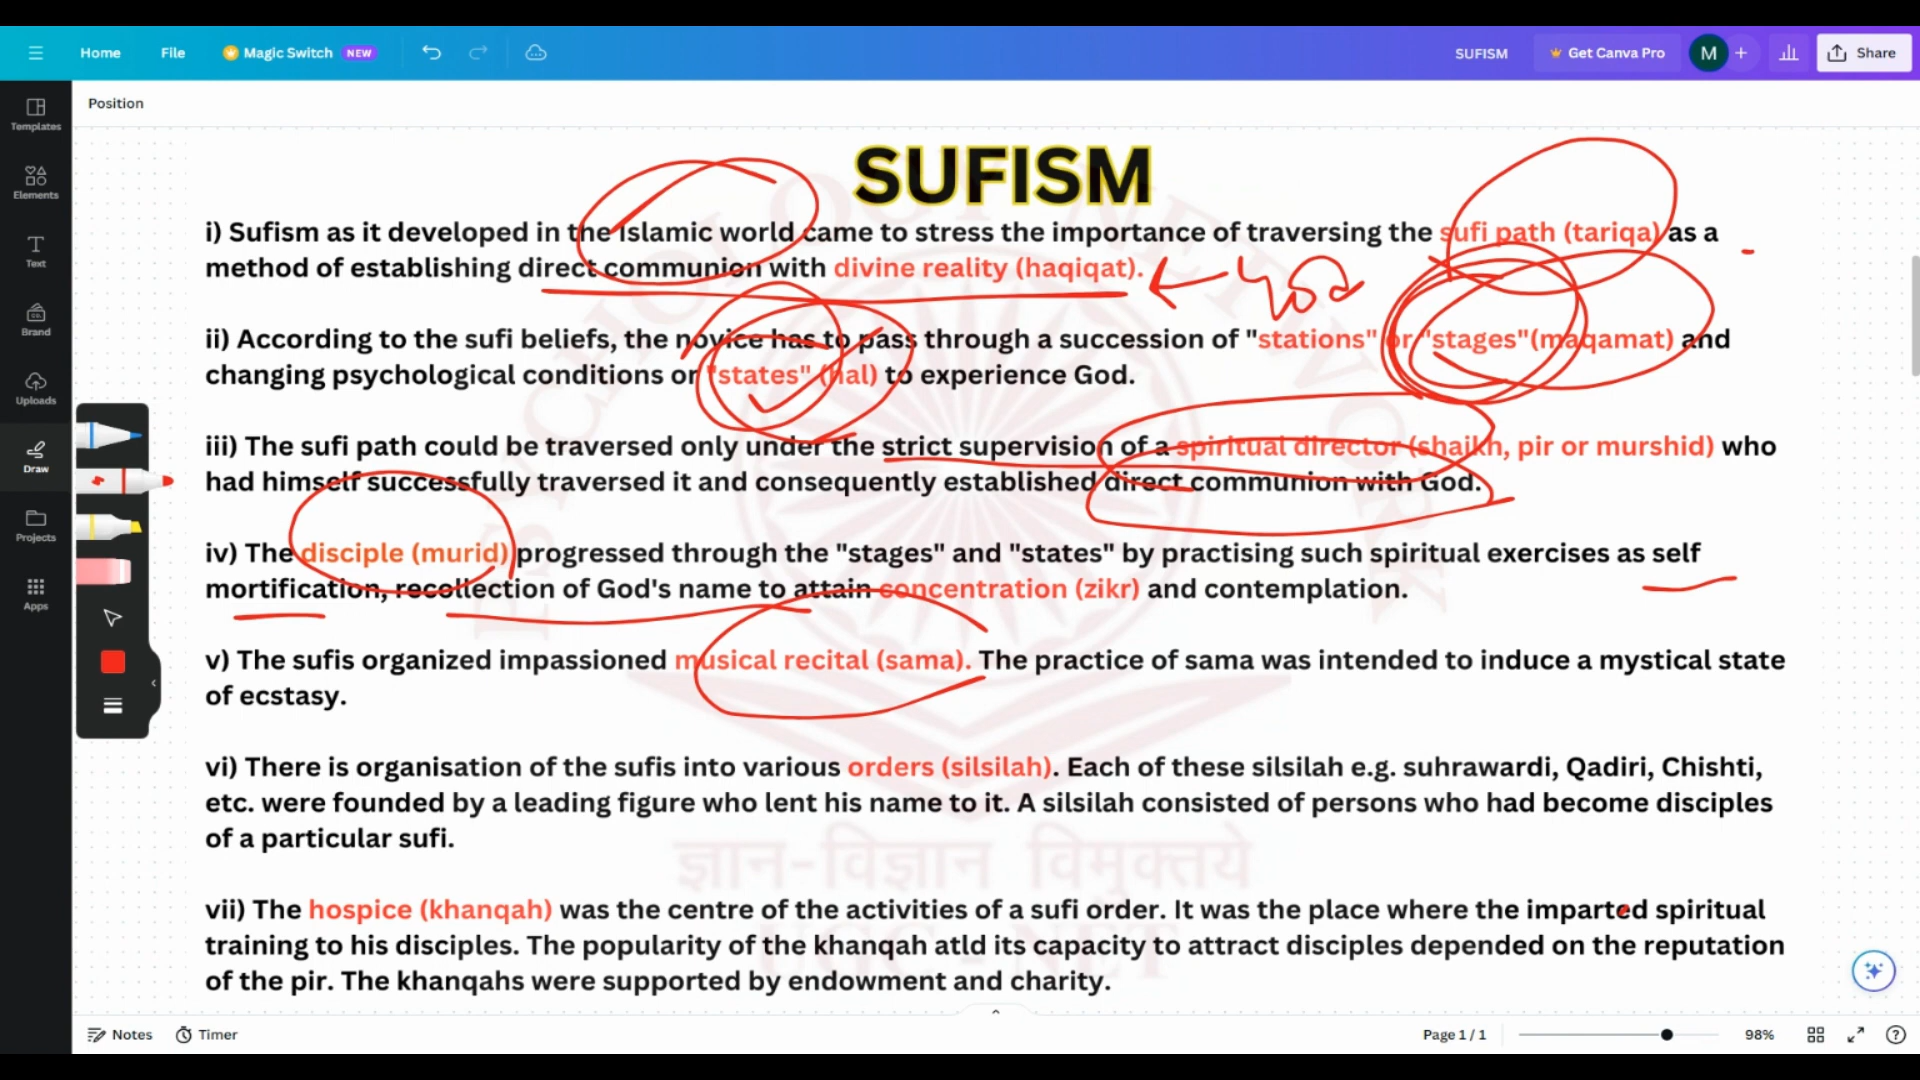 Home File Magic Switch NEW SUFISM Get Canva Pro M + Share
Position
Templates
Elements
Text
Brand
Uploads
Draw
Projects
Apps
SUFISM
i) Sufism as it developed in the Islamic world came to stress the importance of traversing the sufi path (tariqa) as a
method of establishing direct communion with divine reality (haqiqat).
God
ii) According to the sufi beliefs, the novice has to pass through a succession of "stations" or "stages"(maqamat) and
changing psychological conditions or "states" (hal) to experience God.
iii) The sufi path could be traversed only under the strict supervision of a spiritual director (shaikh, pir or murshid) who
had himself successfully traversed it and consequently established direct communion with God.
iv) The disciple (murid) progressed through the "stages" and "states" by practising such spiritual exercises as self
mortification, recollection of God's name to attain concentration (zikr) and contemplation.
v) The sufis organized impassioned musical recital (sama). The practice of sama was intended to induce a mystical state
of ecstasy.
vi) There is organisation of the sufis into various orders (silsilah). Each of these silsilah e.g. suhrawardi, Qadiri, Chishti,
etc. were founded by a leading figure who lent his name to it. A silsilah consisted of persons who had become disciples
of a particular sufi.
ज्ञान-विज्ञान विमुक्तये
vii) The hospice (khanqah) was the centre of the activities of a sufi order. It was the place where the imparted spiritual
training to his disciples. The popularity of the khanqah atld its capacity to attract disciples depended on the reputation
of the pir. The khanqahs were supported by endowment and charity.
PSYCHOLOGY NETWORK
UGC - NET
Notes Timer Page 1 / 1 98%